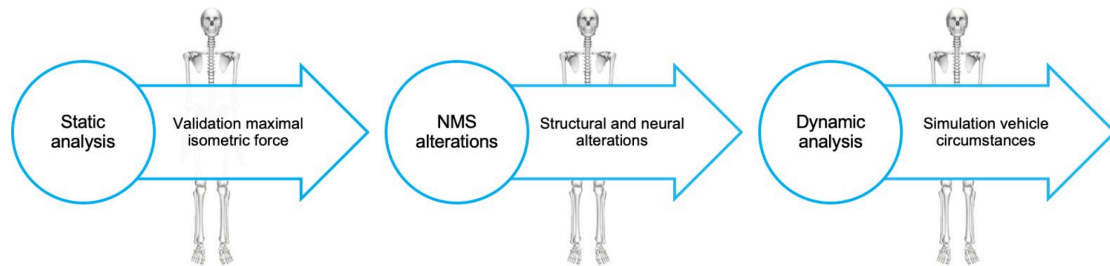 Static
analysis
Validation maximal
isometric force
NMS
alterations
Structural and neural
alterations
Dynamic
analysis
Simulation vehicle
circumstances